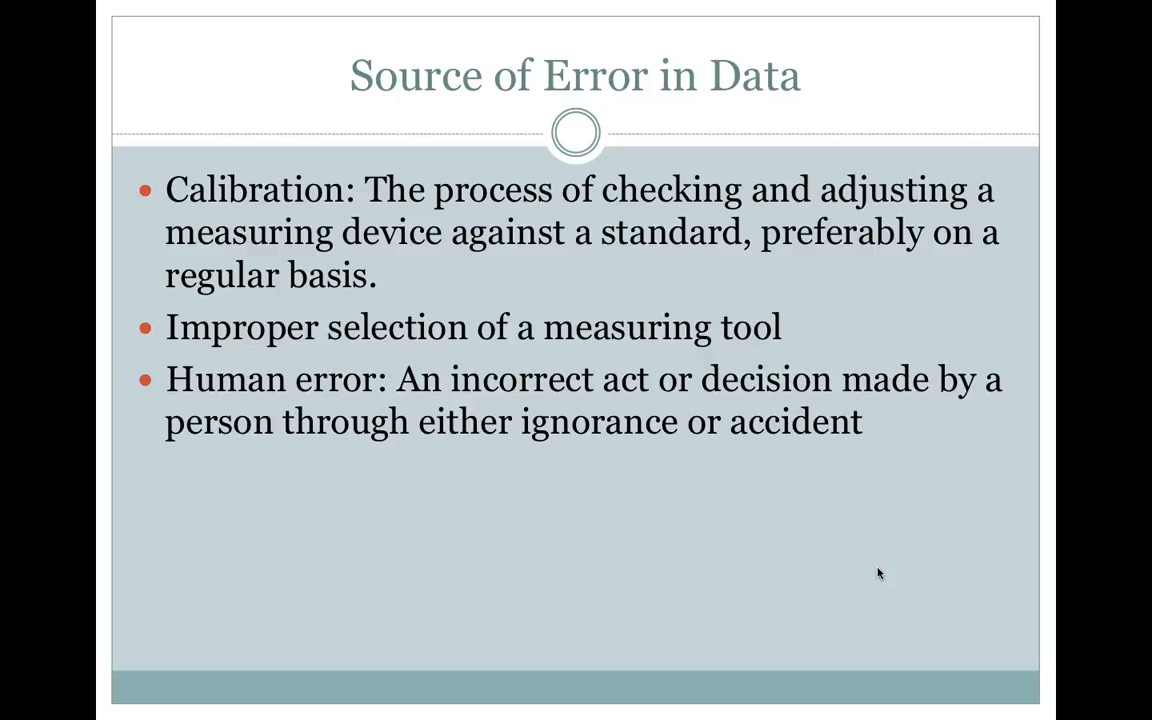 Source of Error in Data
Calibration: The process of checking and adjusting a
measuring device against a standard, preferably on a
regular basis.
Improper selection of a measuring tool
Human error: An incorrect act or decision made by a
person through either ignorance or accident